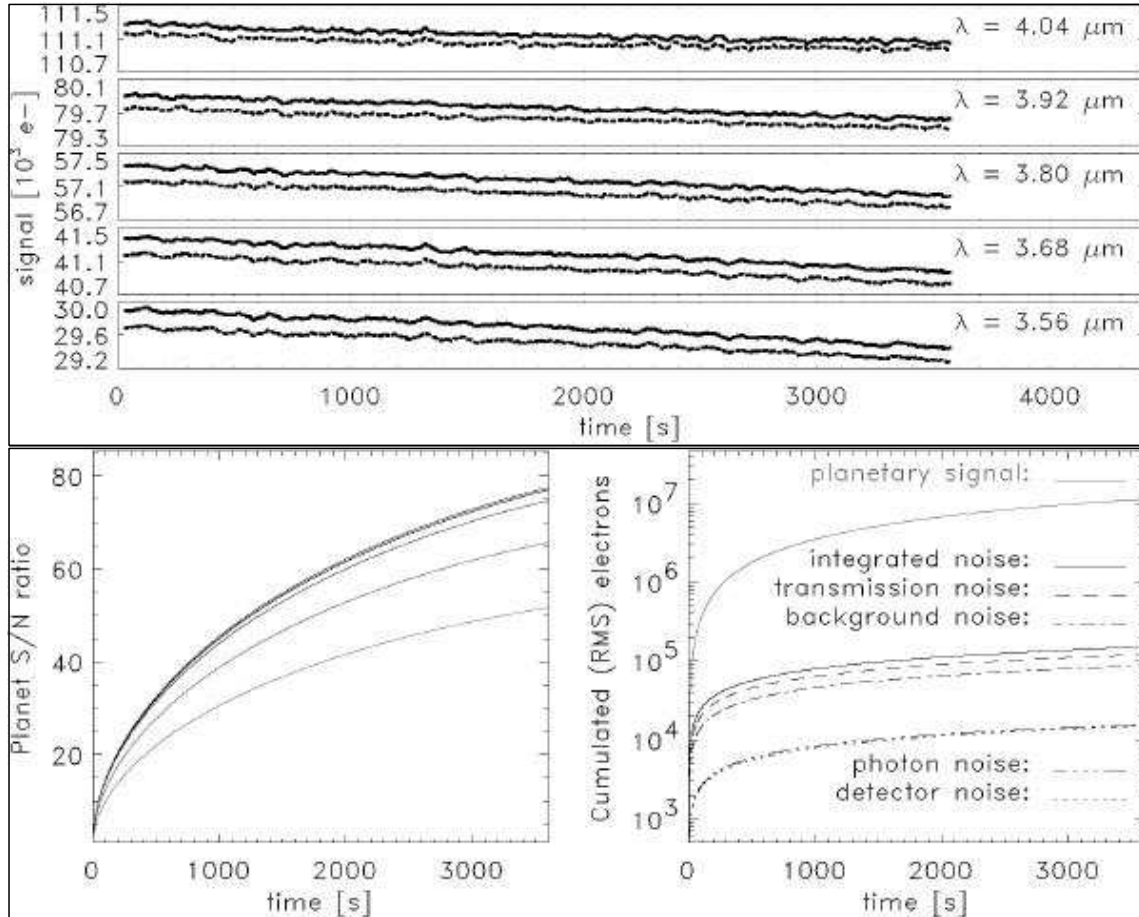 111.5
111.1
110.7
λ = 4.04 μm
80.1
79.7
79.3
λ = 3.92 μm
57.5
57.1
56.7
λ = 3.80 μm
41.5
41.1
40.7
λ = 3.68 μm
30.0
29.6
29.2
λ = 3.56 μm
signal [10³ e−]
0 1000 2000 3000 4000
time [s]
80
60
40
20
Planet S/N ratio
0 1000 2000 3000
time [s]
10⁷
10⁶
10⁵
10⁴
10³
Cumulated (RMS) electrons
planetary signal:
integrated noise:
transmission noise:
background noise:
photon noise:
detector noise:
0 1000 2000 3000
time [s]